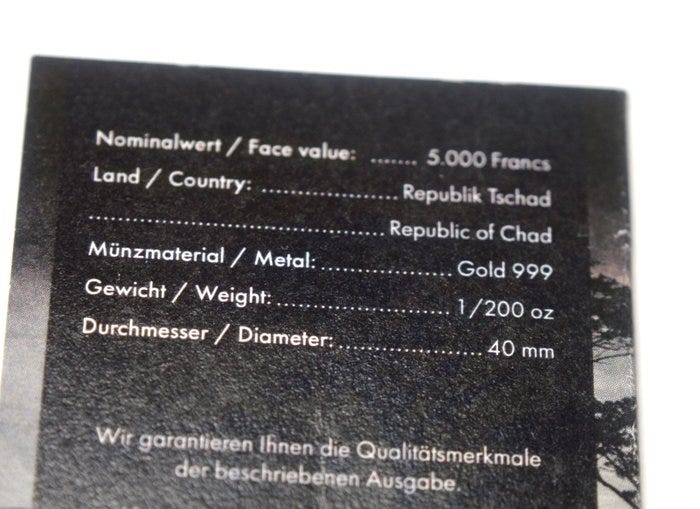 Nominalwert / Face value: ....... 5.000 Francs
Land / Country: .................... Republik Tschad
.......................................... Republic of Chad
Münzmaterial / Metal: ................... Gold 999
Gewicht / Weight: ......................... 1/200 oz
Durchmesser / Diameter: ..................... 40 mm
Wir garantieren Ihnen die Qualitätsmerkmale
der beschriebenen Ausgabe.